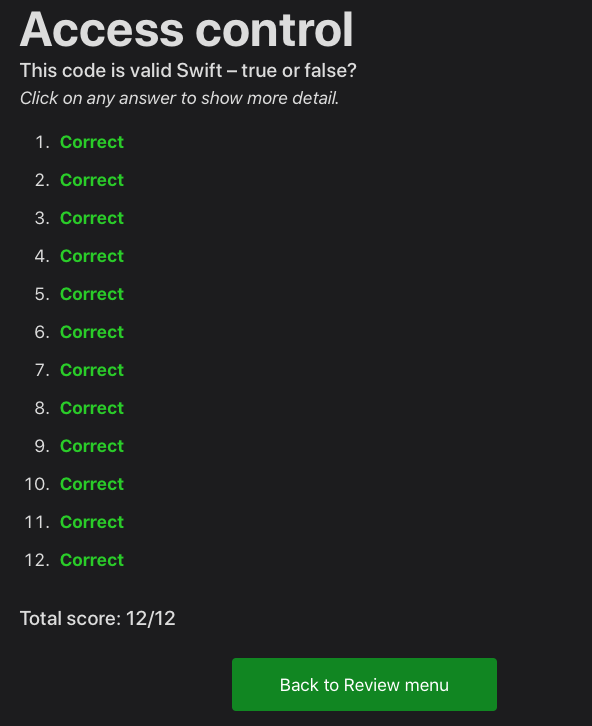 Access control
This code is valid Swift – true or false?
Click on any answer to show more detail.
1. Correct
2. Correct
3. Correct
4. Correct
5. Correct
6. Correct
7. Correct
8. Correct
9. Correct
10. Correct
11. Correct
12. Correct
Total score: 12/12
Back to Review menu